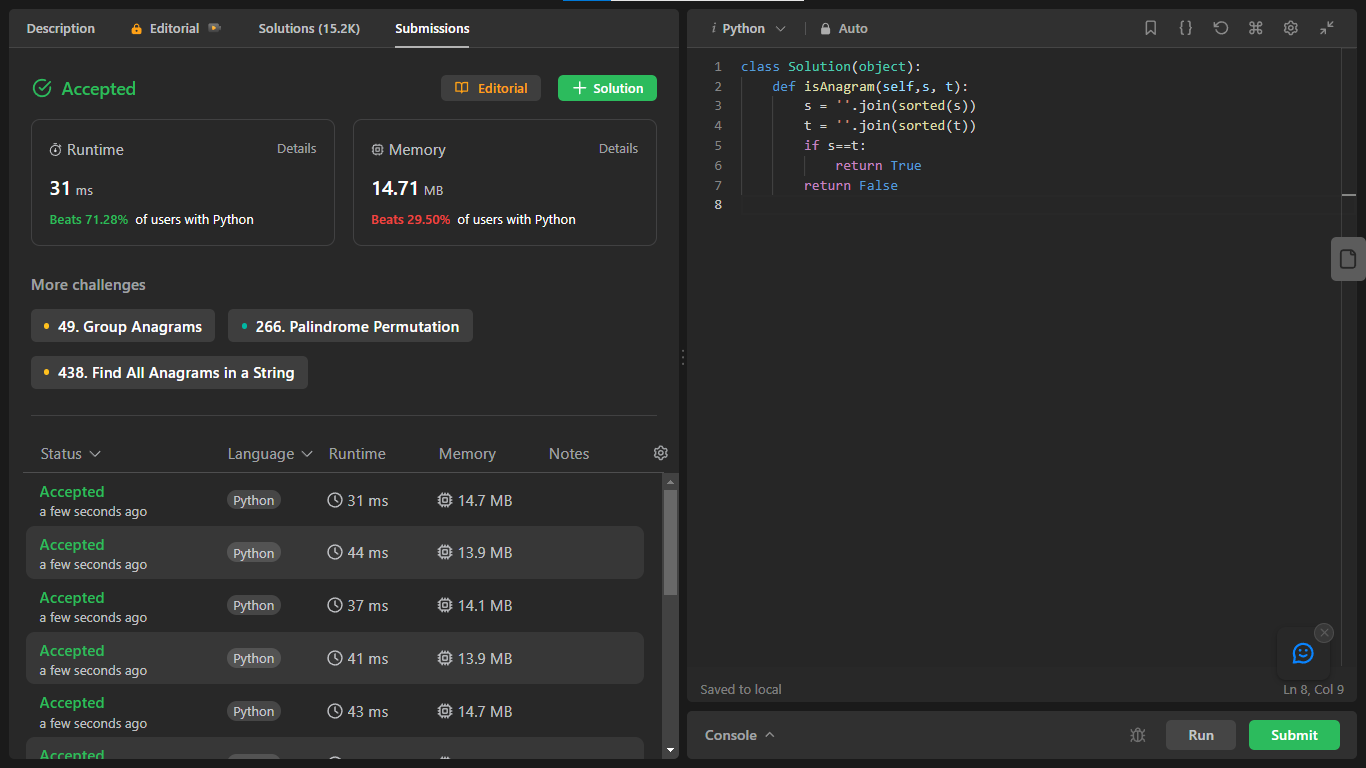 Description Editorial Solutions (15.2K) Submissions
Accepted Editorial + Solution
Runtime Details
31 ms
Beats 71.28% of users with Python
Memory Details
14.71 MB
Beats 29.50% of users with Python
More challenges
49. Group Anagrams 266. Palindrome Permutation
438. Find All Anagrams in a String
Status Language Runtime Memory Notes
Accepted
a few seconds ago Python 31 ms 14.7 MB
Accepted
a few seconds ago Python 44 ms 13.9 MB
Accepted
a few seconds ago Python 37 ms 14.1 MB
Accepted
a few seconds ago Python 41 ms 13.9 MB
Accepted
a few seconds ago Python 43 ms 14.7 MB
Accepted
i Python Auto
1 class Solution(object):
2     def isAnagram(self,s, t):
3         s = ''.join(sorted(s))
4         t = ''.join(sorted(t))
5         if s==t:
6             return True
7         return False
8
Saved to local Ln 8, Col 9
Console Run Submit